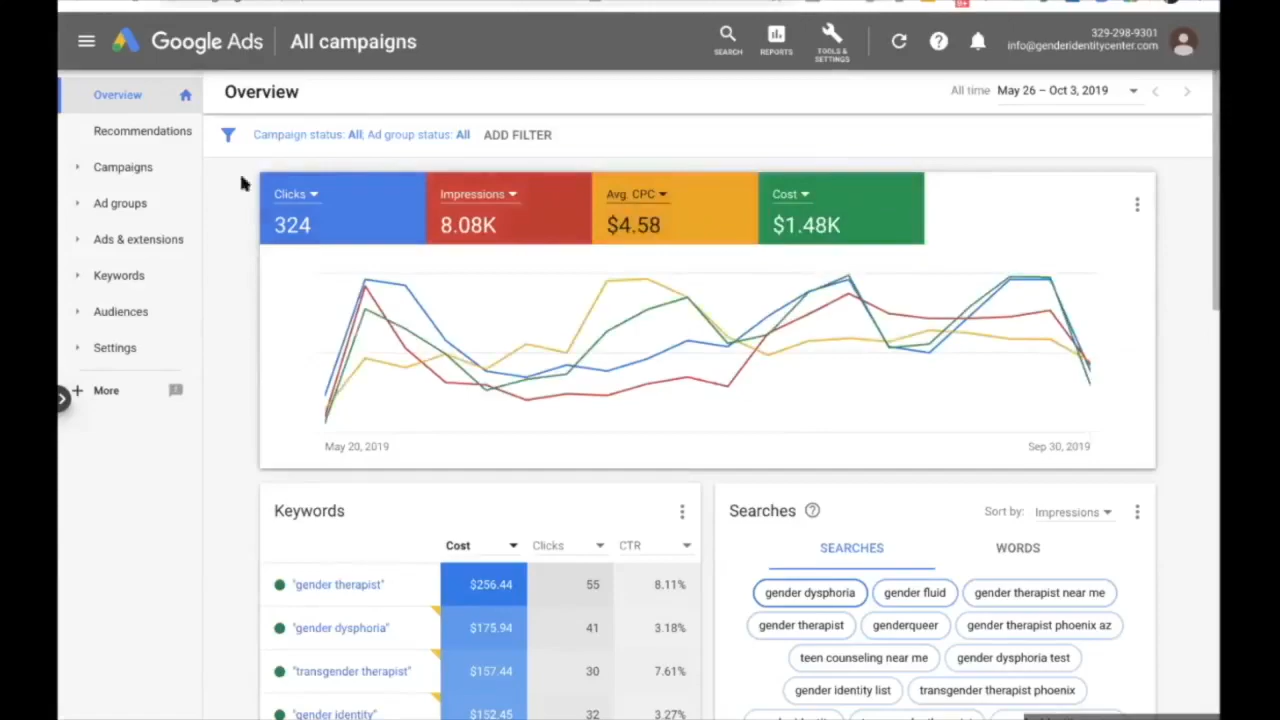 Google Ads All campaigns
SEARCH
REPORTS
TOOLS & SETTINGS
329-298-9301
info@genderidentitycenter.com
Overview
Recommendations
Campaigns
Ad groups
Ads & extensions
Keywords
Audiences
Settings
More
Overview
All time May 26 – Oct 3, 2019
Campaign status: All; Ad group status: All ADD FILTER
Clicks Impressions Avg. CPC Cost
324 8.08K $4.58 $1.48K
May 20, 2019 Sep 30, 2019
Keywords
Cost Clicks CTR
"gender therapist" $256.44 55 8.11%
"gender dysphoria" $175.94 41 3.18%
"transgender therapist" $157.44 30 7.61%
"gender identity" $152.45 32 3.27%
Searches Sort by: Impressions
SEARCHES WORDS
gender dysphoria gender fluid gender therapist near me
gender therapist genderqueer gender therapist phoenix az
teen counseling near me gender dysphoria test
gender identity list transgender therapist phoenix